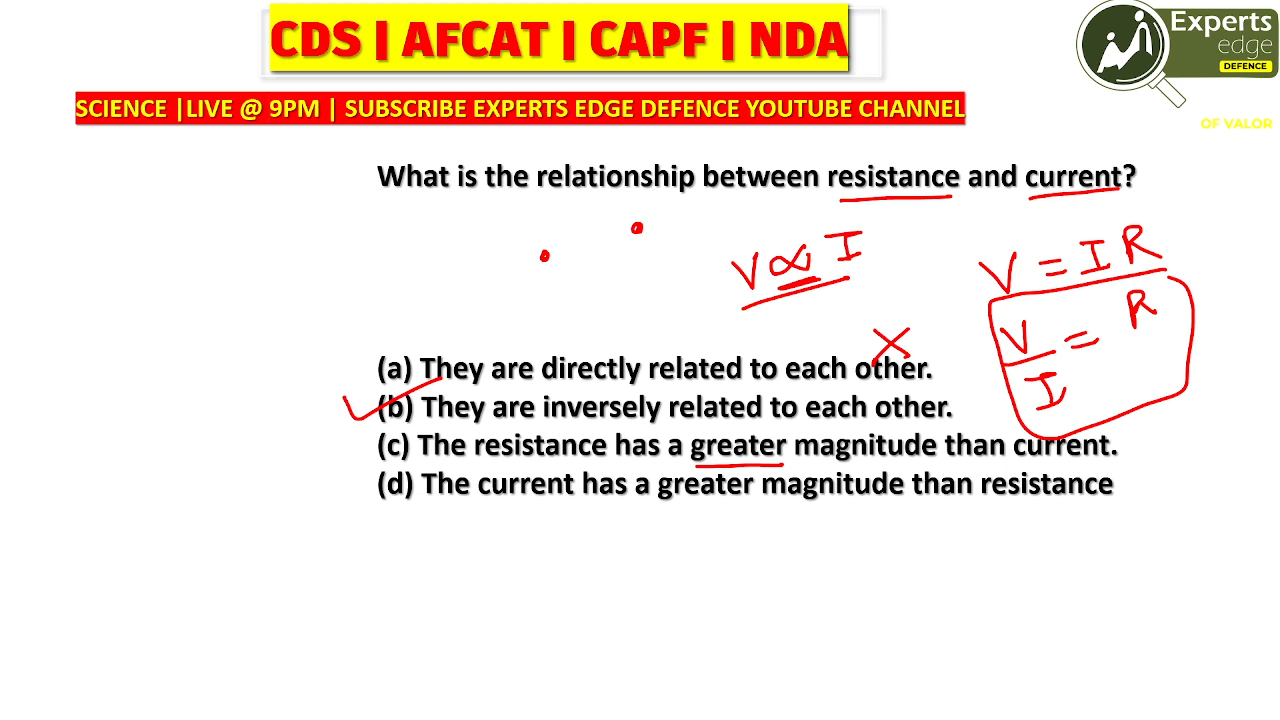 CDS | AFCAT | CAPF | NDA
Experts
edge
DEFENCE
SCIENCE |LIVE @ 9PM | SUBSCRIBE EXPERTS EDGE DEFENCE YOUTUBE CHANNEL
OF VALOR
What is the relationship between resistance and current?
V ∝ I
V = I R
V/I = R
(a) They are directly related to each other.
(b) They are inversely related to each other.
(c) The resistance has a greater magnitude than current.
(d) The current has a greater magnitude than resistance